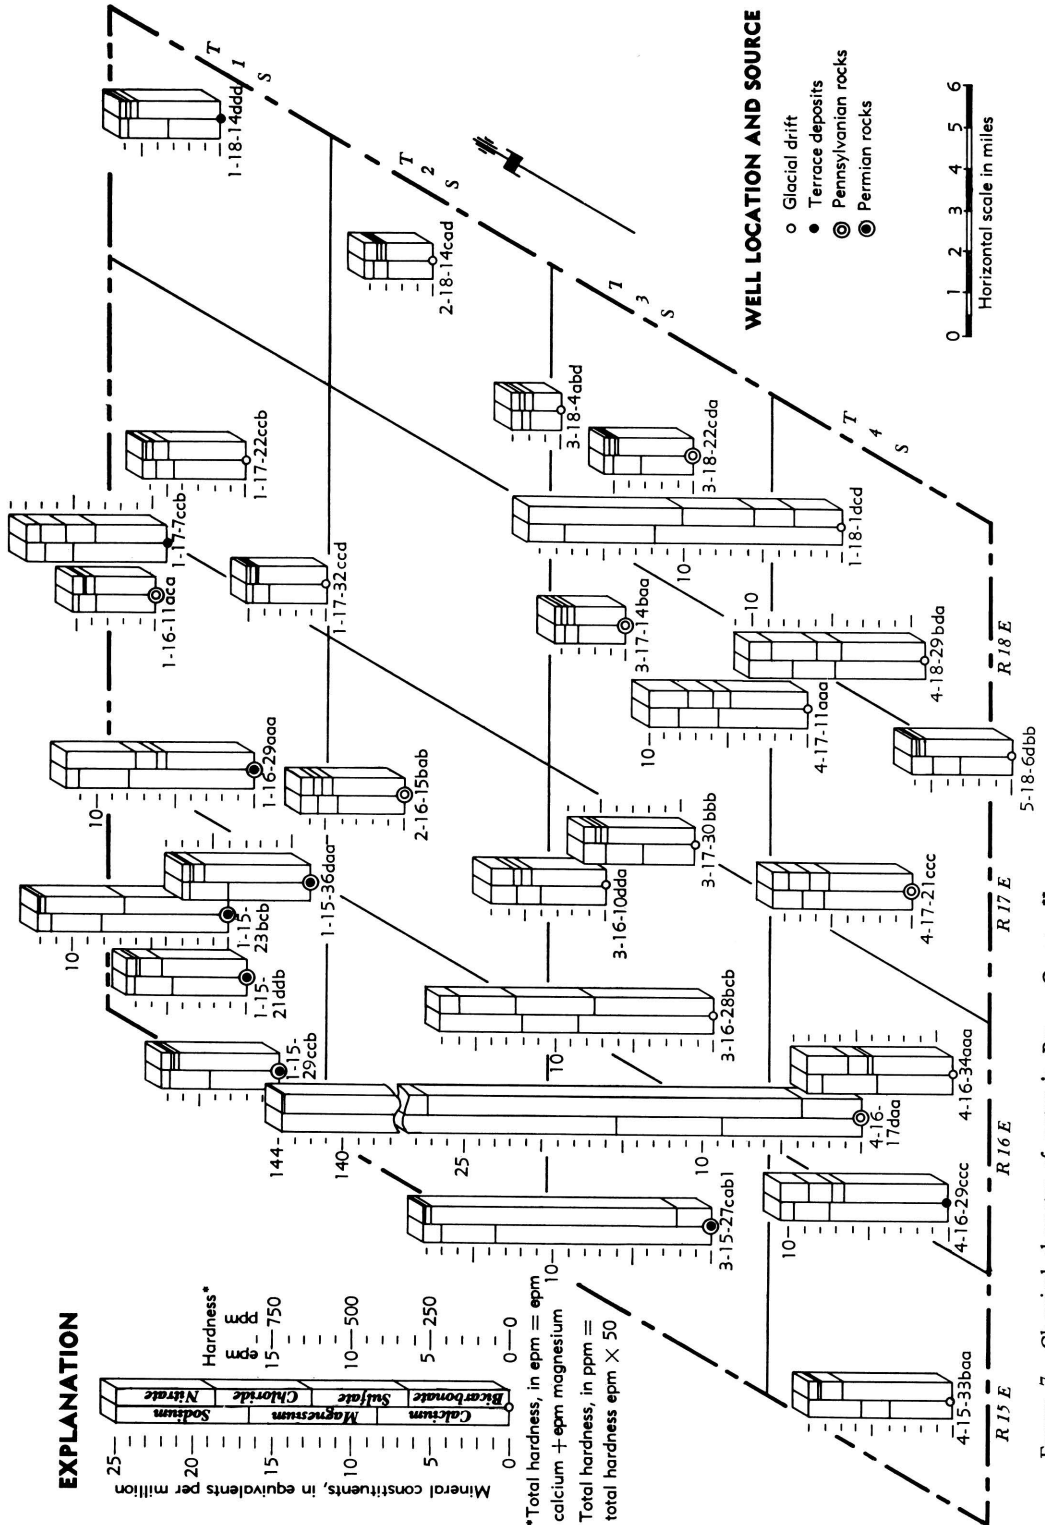 EXPLANATION
Mineral constituents, in equivalents per million
25
20
15
10
5
0
Sodium
Magnesium
Calcium
Nitrate
Chloride
Sulfate
Bicarbonate
Hardness*
epm ppm
15—750
10—500
5—250
0—0
*Total hardness, in epm = epm
calcium + epm magnesium
Total hardness, in ppm =
total hardness epm × 50
1-15-
29ccb
1-15-
21ddb
10
1-15-
23bcb
1-15-36daa
10
1-16-29aaa
1-16-11aca
1-17-7ccb
1-17-22ccb
1-17-32ccd
1-18-14ddd
2-16-15bab
2-18-14cad
10
3-15-27cab1
144
140
25
10
4-16-
17daa
10
3-16-28bcb
3-16-10dda
3-17-30bbb
3-17-14baa
3-18-4abd
3-18-22cda
10
1-18-1dcd
4-15-33baa
10
4-16-29ccc
4-16-34aaa
4-17-21ccc
10
4-17-11aaa
10
4-18-29bda
5-18-6dbb
T
1
S
T
2
S
T
3
S
T
4
S
R 15 E
R 16 E
R 17 E
R 18 E
WELL LOCATION AND SOURCE
Glacial drift
Terrace deposits
Pennsylvanian rocks
Permian rocks
0 1 2 3 4 5 6
Horizontal scale in miles